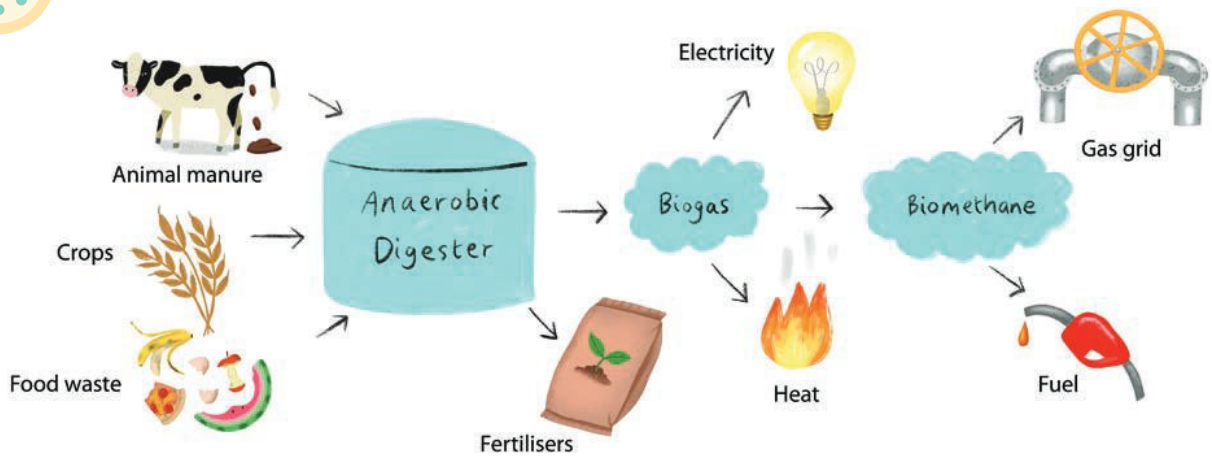 Electricity
Gas grid
Animal manure
Anaerobic
Digester
Biogas
Biomethane
Crops
Food waste
Fertilisers
Heat
Fuel